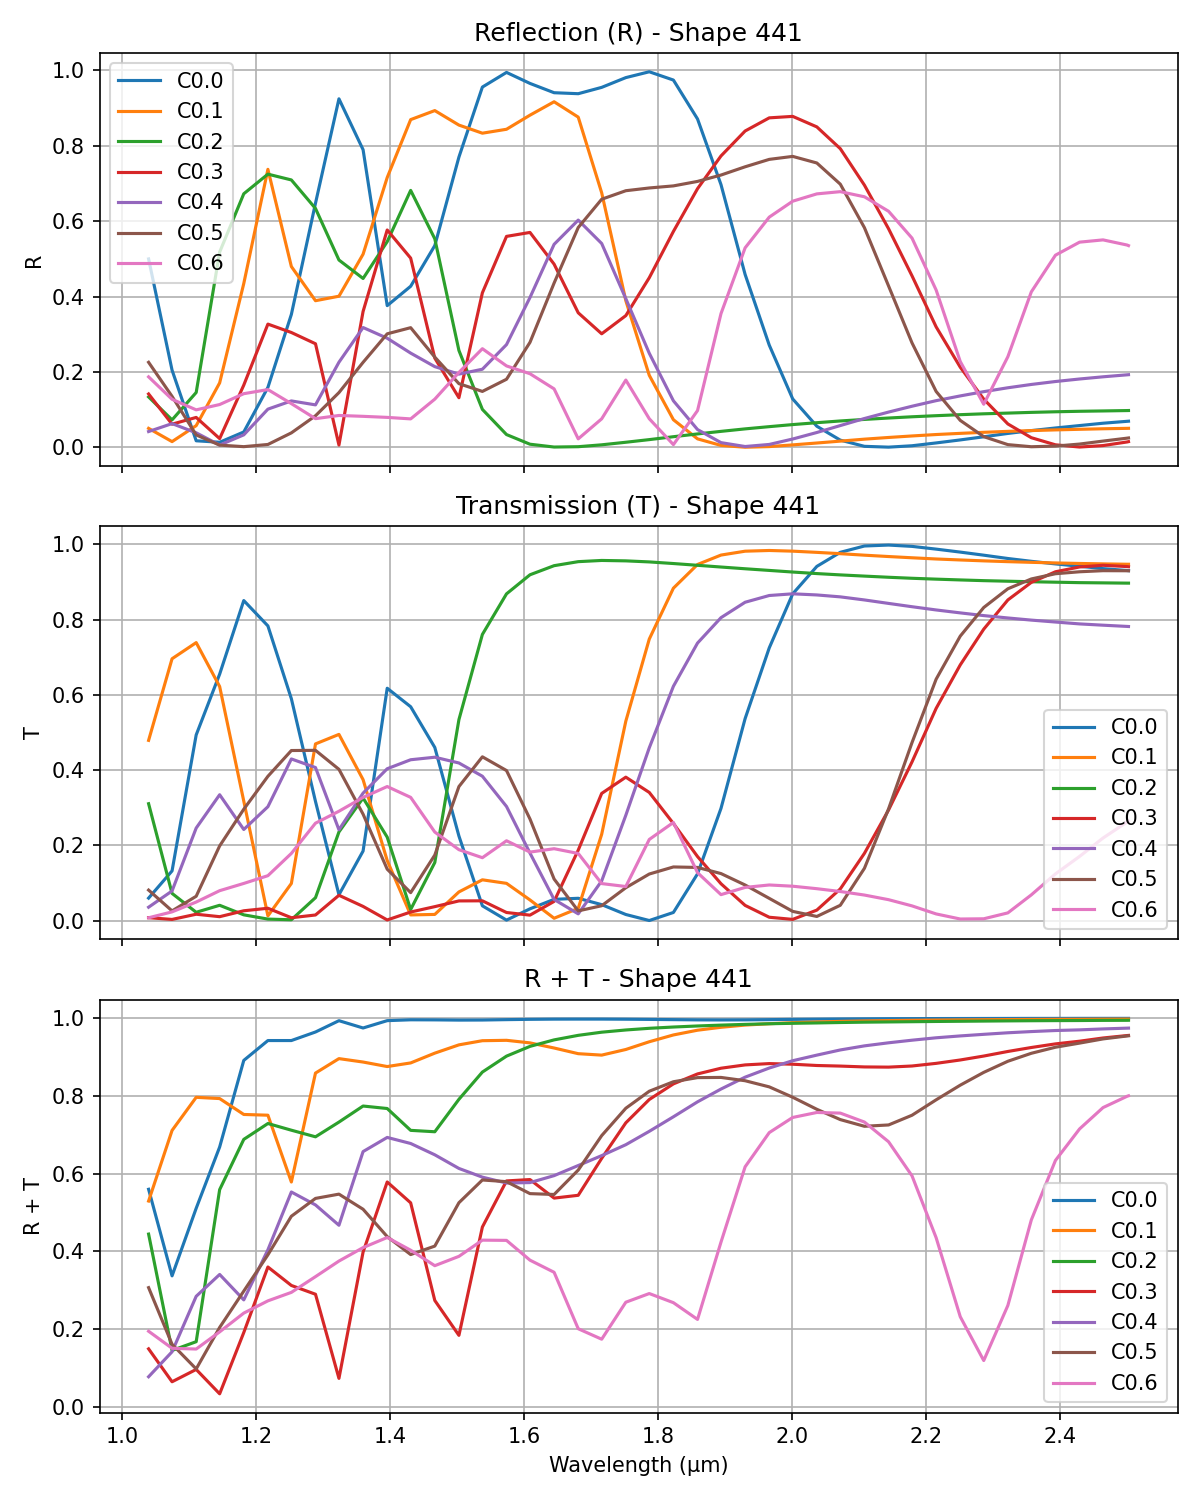 Reflection (R) - Shape 441
1.0
0.8
0.6
0.4
0.2
0.0
R
C0.0
C0.1
C0.2
C0.3
C0.4
C0.5
C0.6
Transmission (T) - Shape 441
1.0
0.8
0.6
0.4
0.2
0.0
T
C0.0
C0.1
C0.2
C0.3
C0.4
C0.5
C0.6
R + T - Shape 441
1.0
0.8
0.6
0.4
0.2
0.0
R + T
C0.0
C0.1
C0.2
C0.3
C0.4
C0.5
C0.6
1.0 1.2 1.4 1.6 1.8 2.0 2.2 2.4
Wavelength (μm)